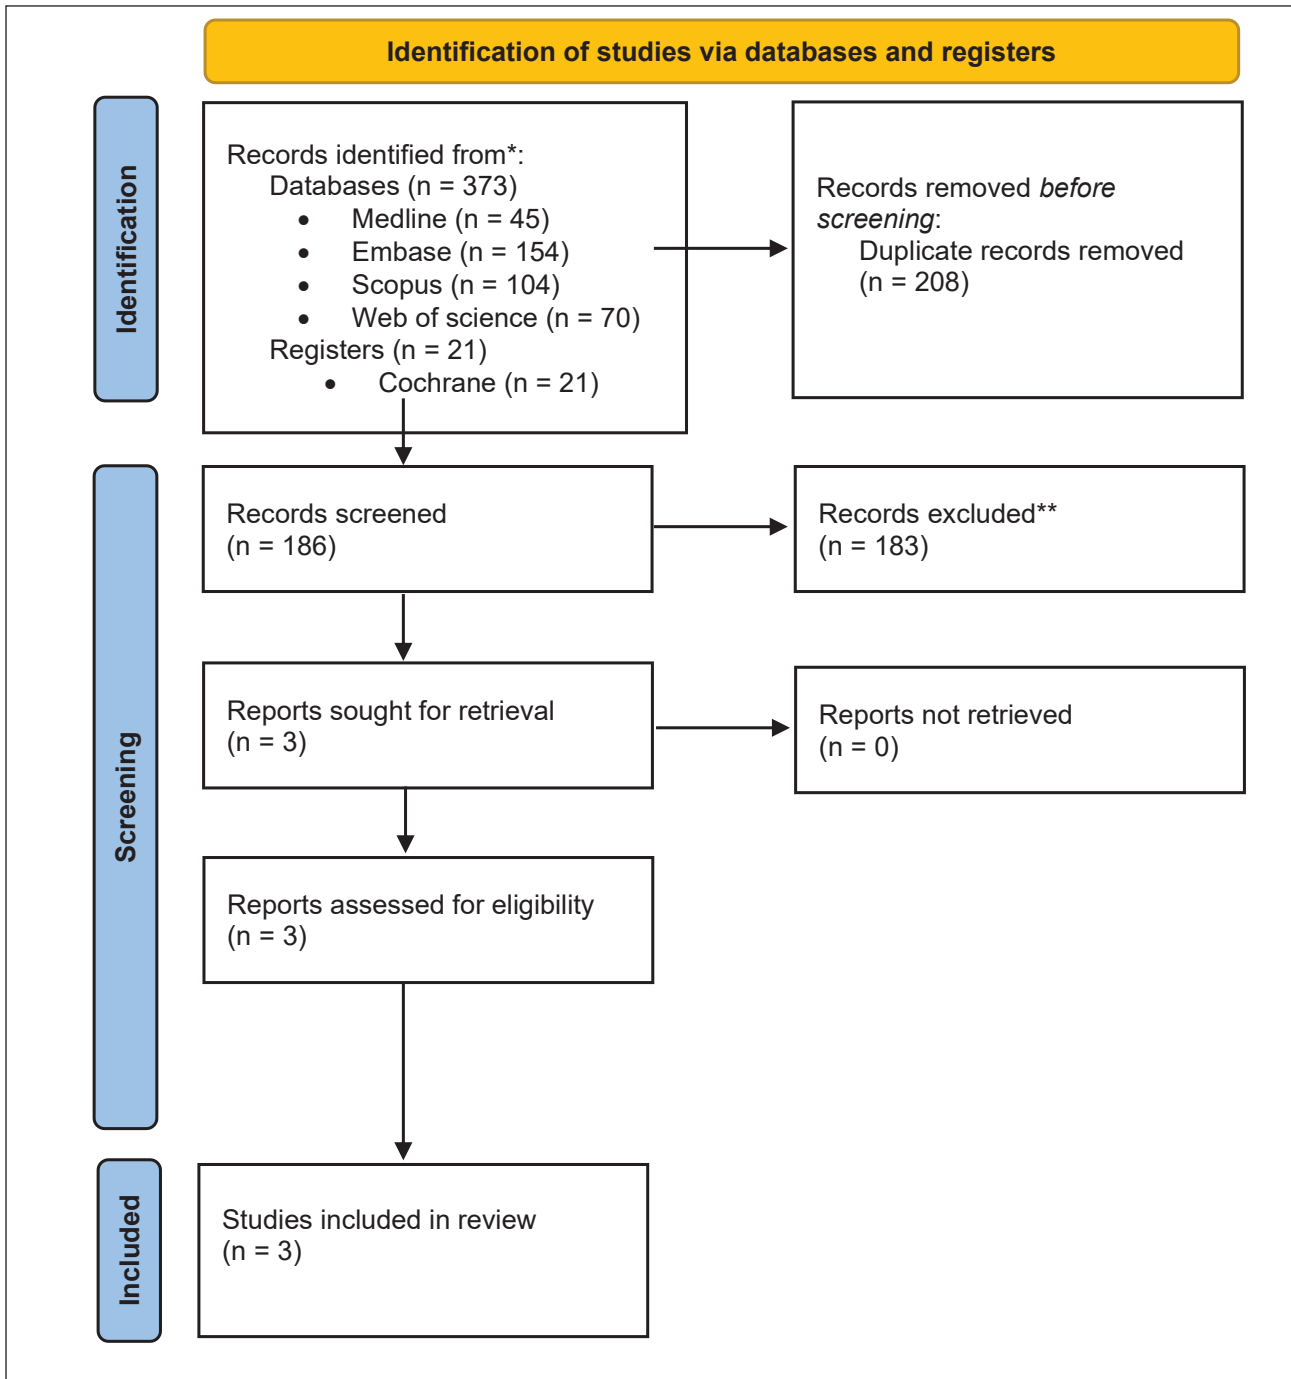 Identification of studies via databases and registers
Identification
Records identified from*:
Databases (n = 373)
• Medline (n = 45)
• Embase (n = 154)
• Scopus (n = 104)
• Web of science (n = 70)
Registers (n = 21)
• Cochrane (n = 21)
Records removed before
screening:
Duplicate records removed
(n = 208)
Screening
Records screened
(n = 186)
Records excluded**
(n = 183)
Reports sought for retrieval
(n = 3)
Reports not retrieved
(n = 0)
Reports assessed for eligibility
(n = 3)
Included
Studies included in review
(n = 3)